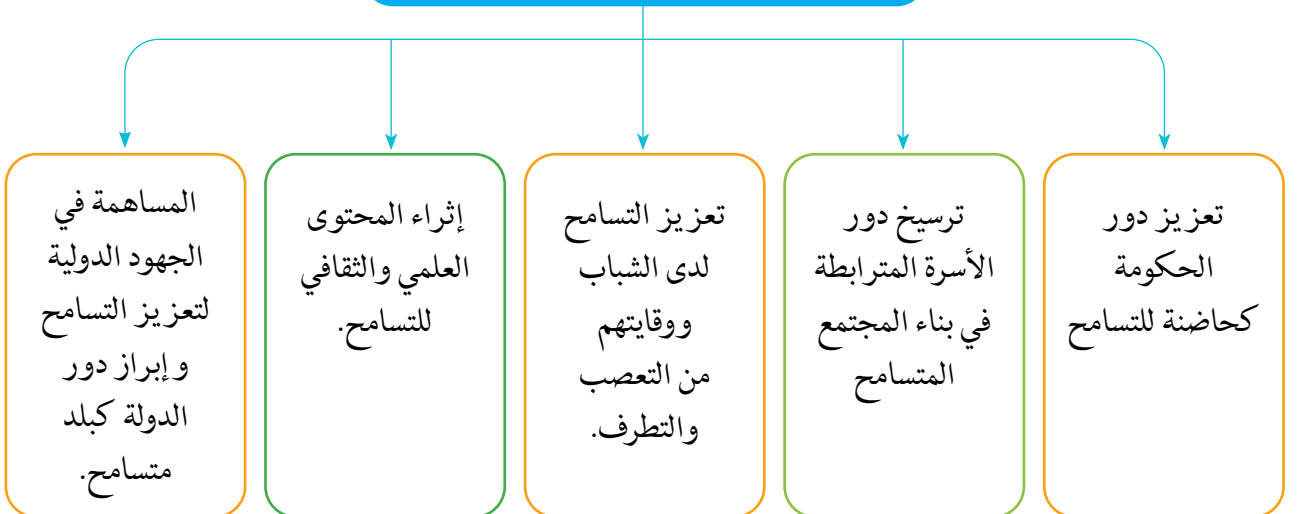 تعزيز دور
الحكومة
كحاضنة للتسامح
ترسيخ دور
الأسرة المترابطة
في بناء المجتمع
المتسامح
تعزيز التسامح
لدى الشباب
ووقايتهم
من التعصب
والتطرف.
إثراء المحتوى
العلمي والثقافي
للتسامح.
المساهمة في
الجهود الدولية
لتعزيز التسامح
وإبراز دور
الدولة كبلد
متسامح.